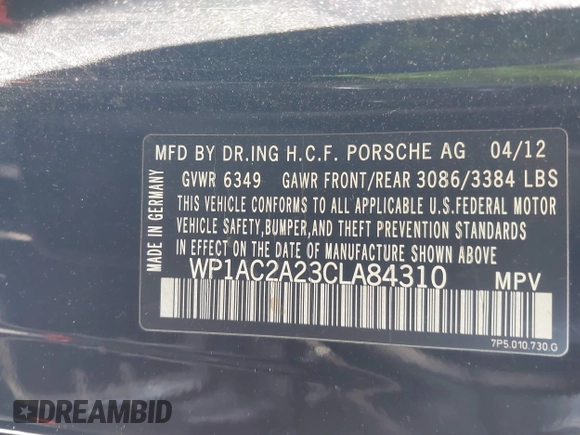 MFD BY DR.ING H.C.F. PORSCHE AG 04/12
GVWR 6349 GAWR FRONT/REAR 3086/3384 LBS
THIS VEHICLE CONFORMS TO ALL APPLICABLE U.S.FEDERAL MOTOR
VEHICLE SAFETY,BUMPER,AND THEFT PREVENTION STANDARDS
IN EFFECT ON THE DATE OF MANUFACTURE SHOWN ABOVE.
WP1AC2A23CLA84310 MPV
7P5.010.730.G
MADE IN GERMANY
DREAMBID